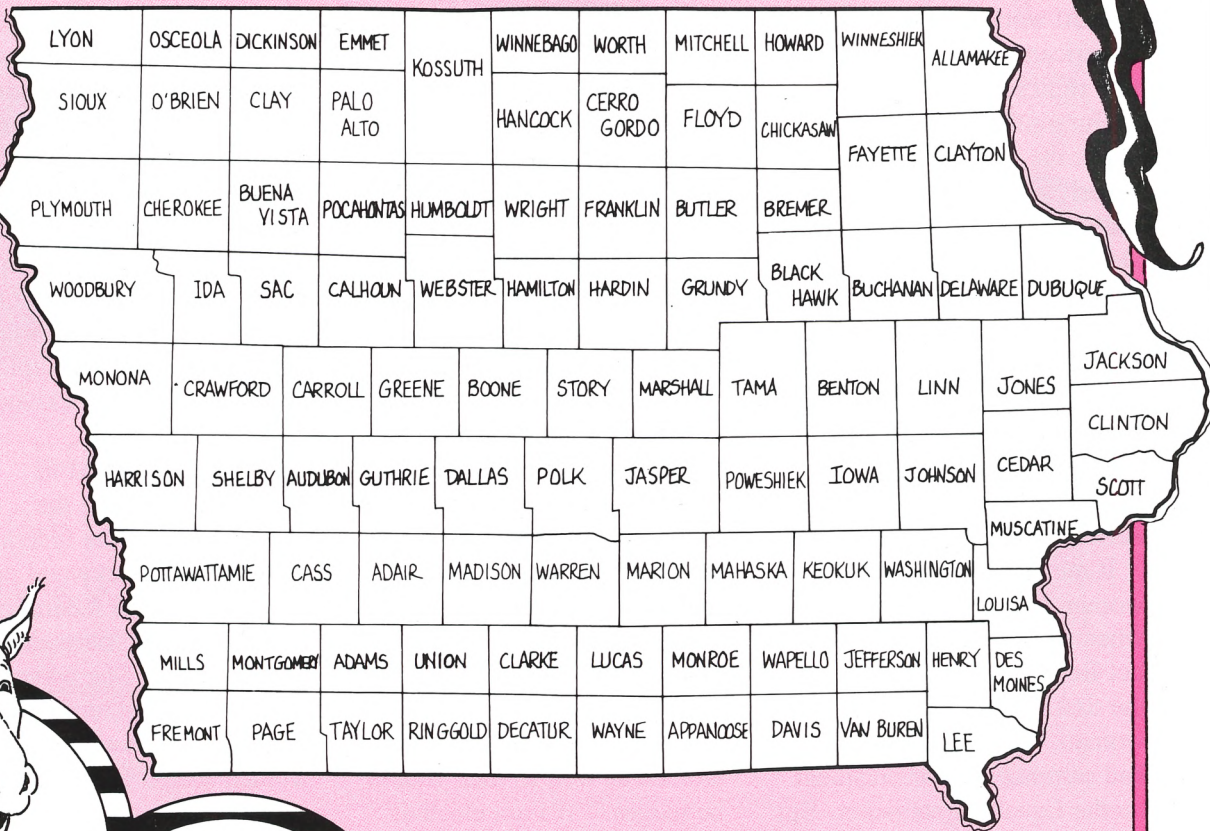 LYON
OSCEOLA
DICKINSON
EMMET
KOSSUTH
WINNEBAGO
WORTH
MITCHELL
HOWARD
WINNESHIEK
ALLAMAKEE
SIOUX
O'BRIEN
CLAY
PALO
ALTO
HANCOCK
CERRO
GORDO
FLOYD
CHICKASAW
FAYETTE
CLAYTON
PLYMOUTH
CHEROKEE
BUENA
VISTA
POCAHONTAS
HUMBOLDT
WRIGHT
FRANKLIN
BUTLER
BREMER
WOODBURY
IDA
SAC
CALHOUN
WEBSTER
HAMILTON
HARDIN
GRUNDY
BLACK
HAWK
BUCHANAN
DELAWARE
DUBUQUE
MONONA
CRAWFORD
CARROLL
GREENE
BOONE
STORY
MARSHALL
TAMA
BENTON
LINN
JONES
JACKSON
CLINTON
HARRISON
SHELBY
AUDUBON
GUTHRIE
DALLAS
POLK
JASPER
POWESHIEK
IOWA
JOHNSON
CEDAR
SCOTT
MUSCATINE
POTTAWATTAMIE
CASS
ADAIR
MADISON
WARREN
MARION
MAHASKA
KEOKUK
WASHINGTON
LOUISA
MILLS
MONTGOMERY
ADAMS
UNION
CLARKE
LUCAS
MONROE
WAPELLO
JEFFERSON
HENRY
DES
MOINES
FREMONT
PAGE
TAYLOR
RINGGOLD
DECATUR
WAYNE
APPANOOSE
DAVIS
VAN BUREN
LEE